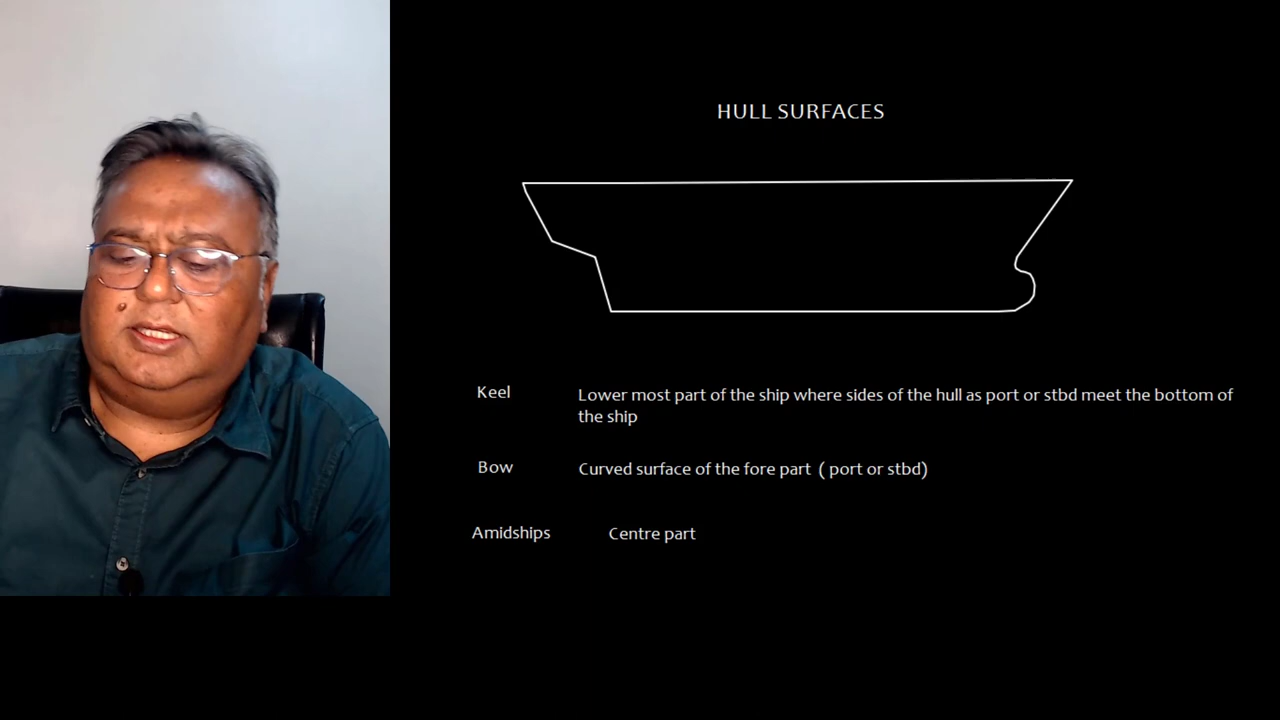 HULL SURFACES
Keel Lower most part of the ship where sides of the hull as port or stbd meet the bottom of
the ship
Bow Curved surface of the fore part ( port or stbd)
Amidships Centre part